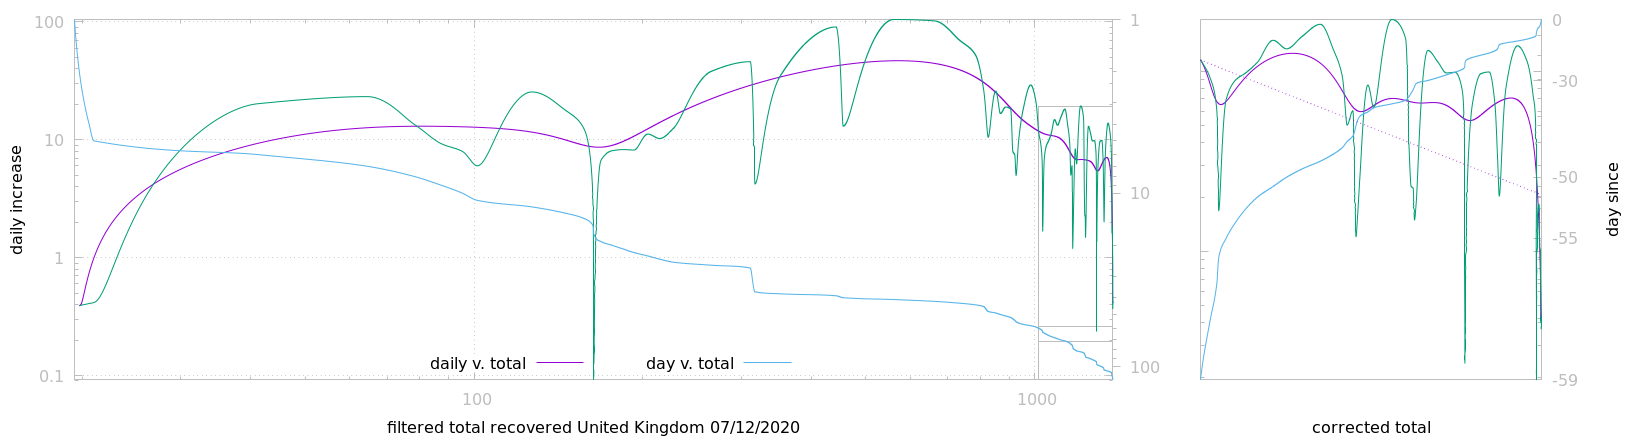 100
10
1
0.1
daily increase
daily v. total
day v. total
100
1000
1
10
100
filtered total recovered United Kingdom 07/12/2020
0
-30
-50
-55
-59
day since
corrected total